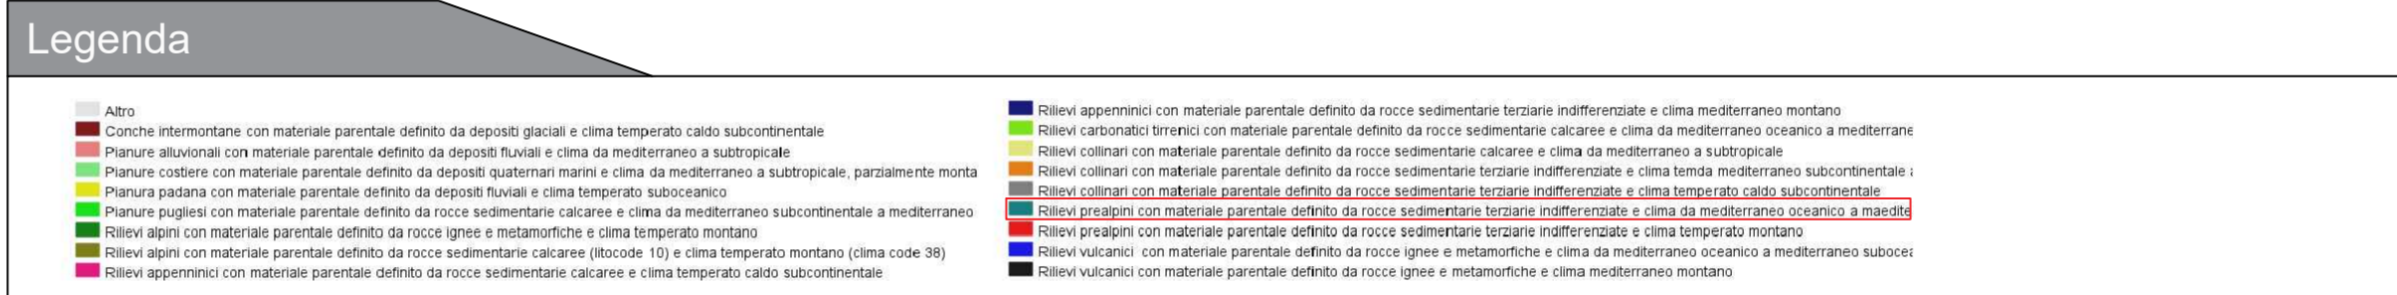 Legenda
Altro
Conche intermontane con materiale parentale definito da depositi glaciali e clima temperato caldo subcontinentale
Pianure alluvionali con materiale parentale definito da depositi fluviali e clima da mediterraneo a subtropicale
Pianure costiere con materiale parentale definito da depositi quaternari marini e clima da mediterraneo a subtropicale, parzialmente monta
Pianura padana con materiale parentale definito da depositi fluviali e clima temperato suboceanico
Pianure pugliesi con materiale parentale definito da rocce sedimentarie calcaree e clima da mediterraneo subcontinentale a mediterraneo
Rilievi alpini con materiale parentale definito da rocce ignee e metamorfiche e clima temperato montano
Rilievi alpini con materiale parentale definito da rocce sedimentarie calcaree (litocode 10) e clima temperato montano (clima code 38)
Rilievi appenninici con materiale parentale definito da rocce sedimentarie calcaree e clima temperato caldo subcontinentale
Rilievi appenninici con materiale parentale definito da rocce sedimentarie terziarie indifferenziate e clima mediterraneo montano
Rilievi carbonatici tirrenici con materiale parentale definito da rocce sedimentarie calcaree e clima da mediterraneo oceanico a mediterrane
Rilievi collinari con materiale parentale definito da rocce sedimentarie calcaree e clima da mediterraneo a subtropicale
Rilievi collinari con materiale parentale definito da rocce sedimentarie terziarie indifferenziate e clima temda mediterraneo subcontinentale
Rilievi collinari con materiale parentale definito da rocce sedimentarie terziarie indifferenziate e clima temperato caldo subcontinentale
Rilievi prealpini con materiale parentale definito da rocce sedimentarie terziarie indifferenziate e clima da mediterraneo oceanico a maedite
Rilievi prealpini con materiale parentale definito da rocce sedimentarie terziarie indifferenziate e clima temperato montano
Rilievi vulcanici con materiale parentale definito da rocce ignee e metamorfiche e clima da mediterraneo oceanico a mediterraneo subocea
Rilievi vulcanici con materiale parentale definito da rocce ignee e metamorfiche e clima mediterraneo montano